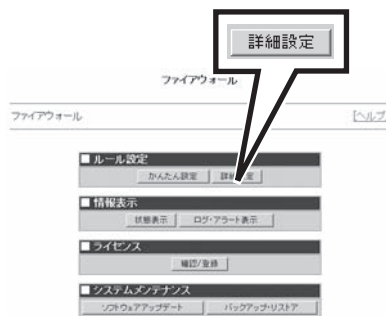 詳細設定
ファイアウォール
ファイアウォール [ヘルプ
■ ルール設定
かんたん設定 詳細設定
■ 情報表示
状態表示 ログ・アラート表示
■ ライセンス
確認/登録
■ システムメンテナンス
ソフトウェアアップデート バックアップ・リストア